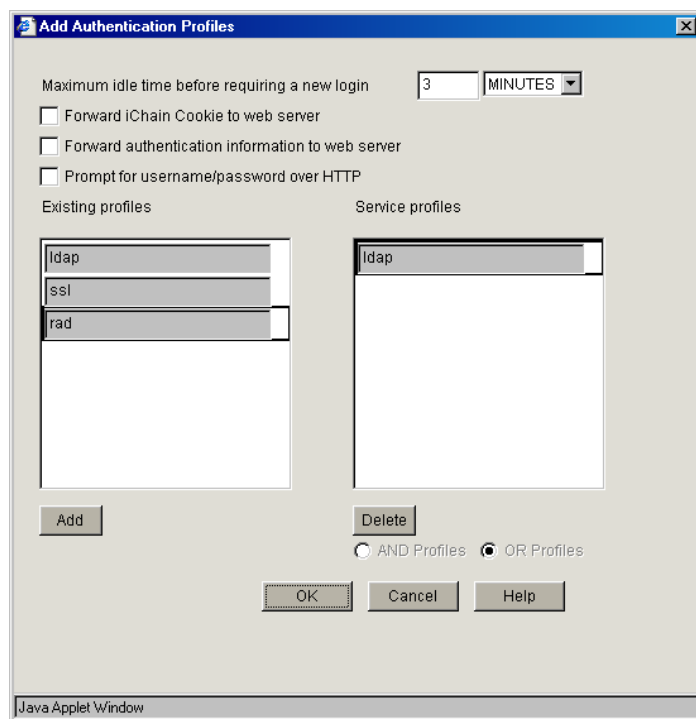 Add Authentication Profiles
Maximum idle time before requiring a new login 3 MINUTES
Forward iChain Cookie to web server
Forward authentication information to web server
Prompt for username/password over HTTP
Existing profiles Service profiles
ldap ldap
ssl
rad
Add Delete
AND Profiles OR Profiles
OK Cancel Help
Java Applet Window